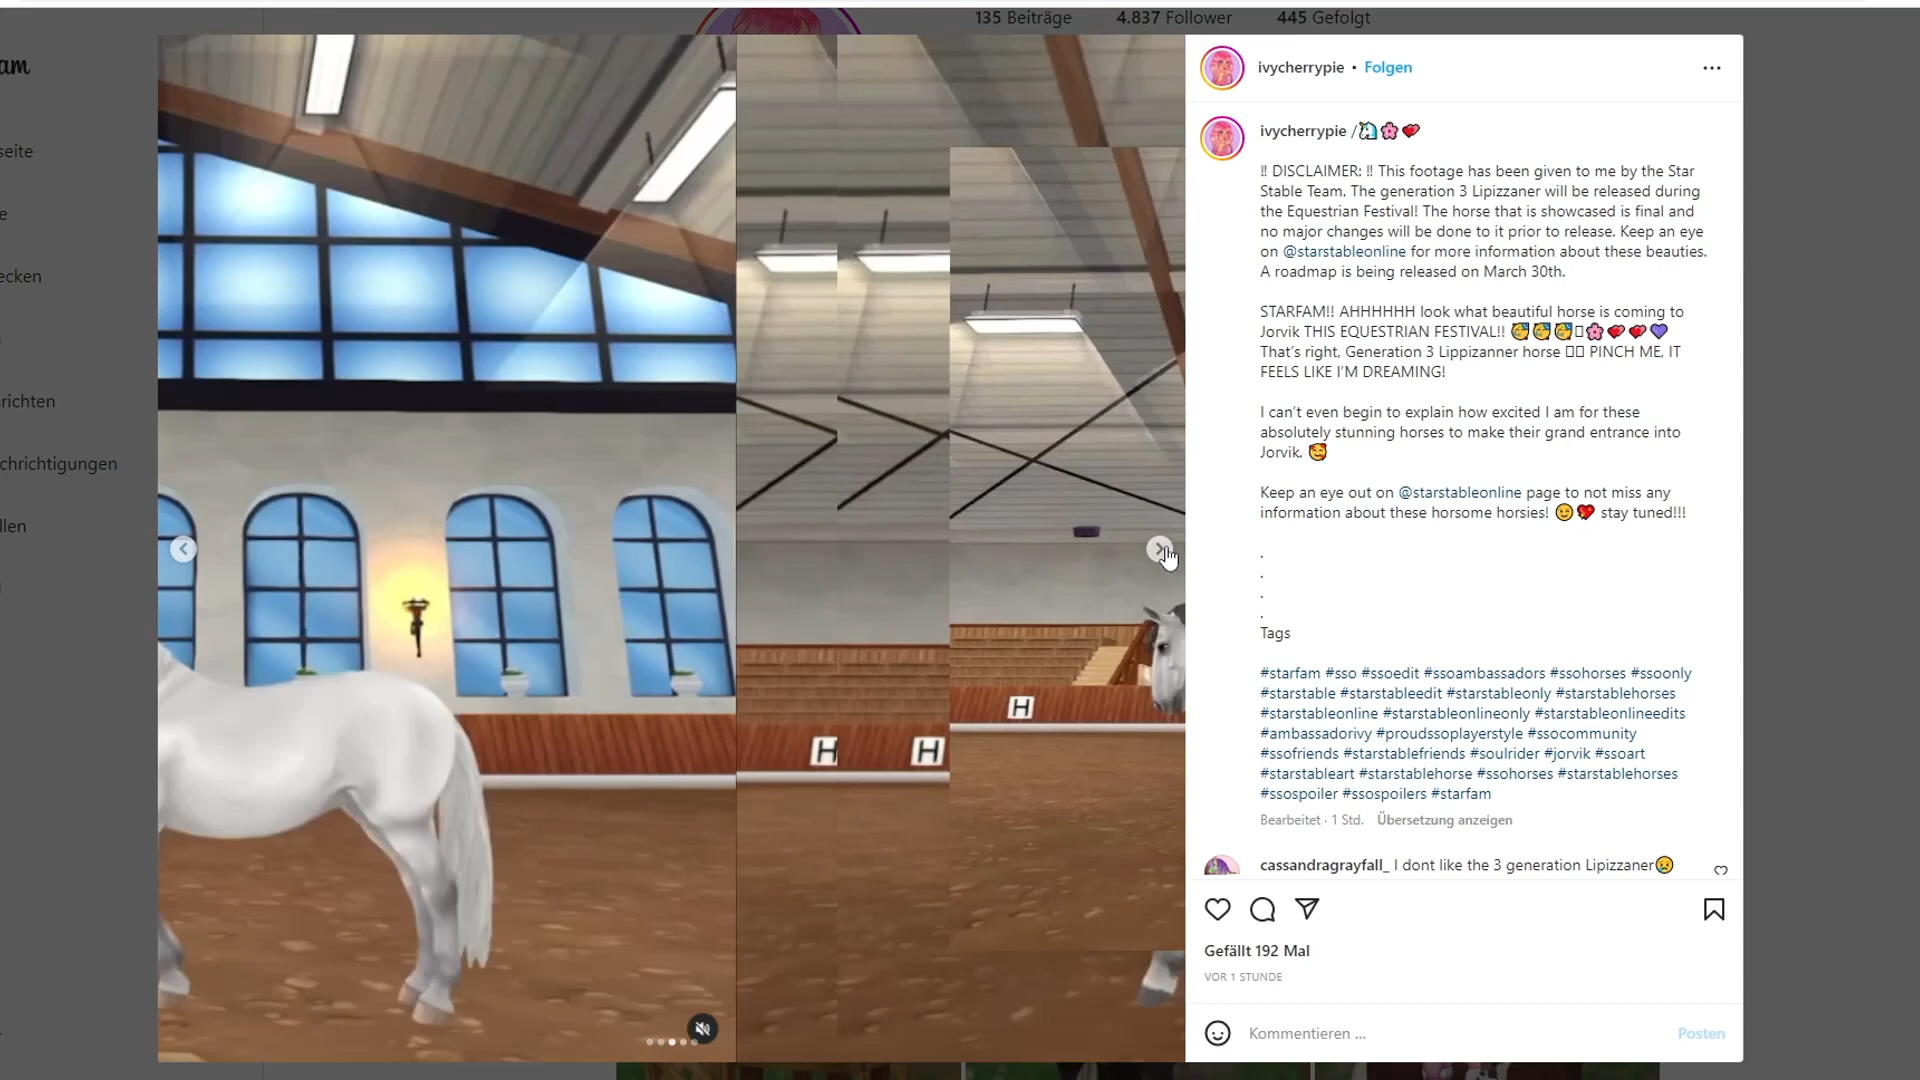 135 Beiträge 4.837 Follower 445 Gefolgt
am
seite
e
ecken
richten
chrichtigungen
llen
H
H
H
ivycherrypie • Folgen
ivycherrypie /🦄🌸💕
‼ DISCLAIMER: ‼ This footage has been given to me by the Star
Stable Team. The generation 3 Lipizzaner will be released during
the Equestrian Festival! The horse that is showcased is final and
no major changes will be done to it prior to release. Keep an eye
on @starstableonline for more information about these beauties.
A roadmap is being released on March 30th.
STARFAM!! AHHHHHH look what beautiful horse is coming to
Jorvik THIS EQUESTRIAN FESTIVAL!! 🥳🥳🥳▯🌸💕💕💜
That's right, Generation 3 Lippizanner horse ▯▯ PINCH ME, IT
FEELS LIKE I'M DREAMING!
I can't even begin to explain how excited I am for these
absolutely stunning horses to make their grand entrance into
Jorvik. 🥰
Keep an eye out on @starstableonline page to not miss any
information about these horsome horsies! 😉💖 stay tuned!!!
.
.
.
.
Tags
#starfam #sso #ssoedit #ssoambassadors #ssohorses #ssoonly
#starstable #starstableedit #starstableonly #starstablehorses
#starstableonline #starstableonlineonly #starstableonlineedits
#ambassadorivy #proudssoplayerstyle #ssocommunity
#ssofriends #starstablefriends #soulrider #jorvik #ssoart
#starstableart #starstablehorse #ssohorses #starstablehorses
#ssospoiler #ssospoilers #starfam
Bearbeitet · 1 Std. Übersetzung anzeigen
cassandragrayfall_ I dont like the 3 generation Lipizzaner😥
Gefällt 192 Mal
VOR 1 STUNDE
Kommentieren ... Posten